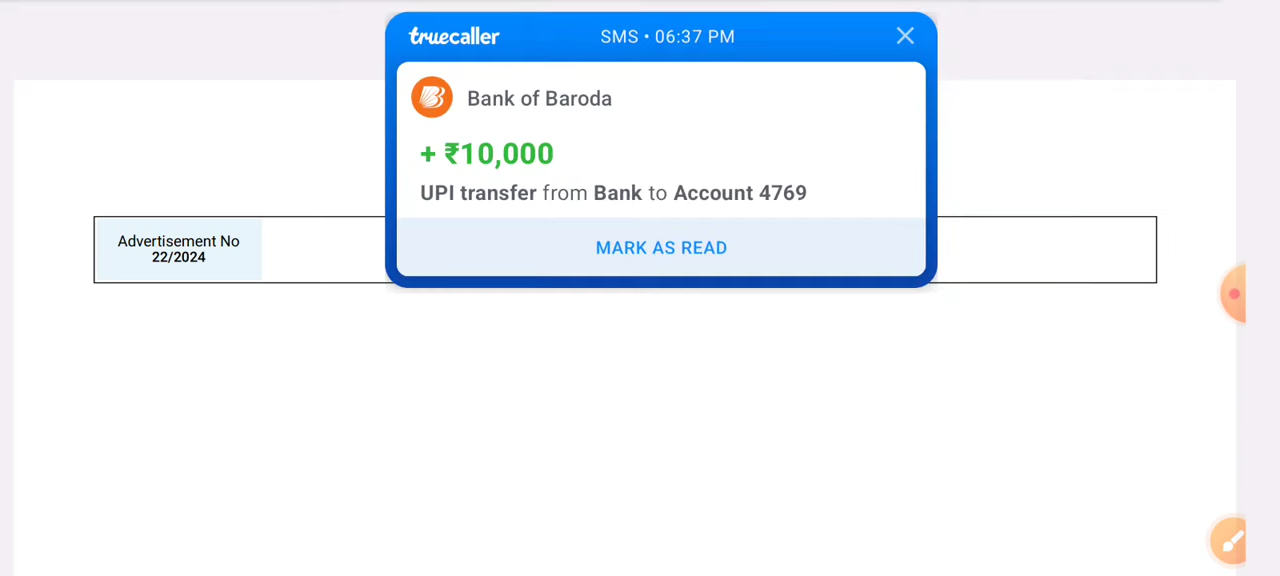 truecaller SMS • 06:37 PM
Bank of Baroda
+ ₹10,000
UPI transfer from Bank to Account 4769
MARK AS READ
Advertisement No
22/2024